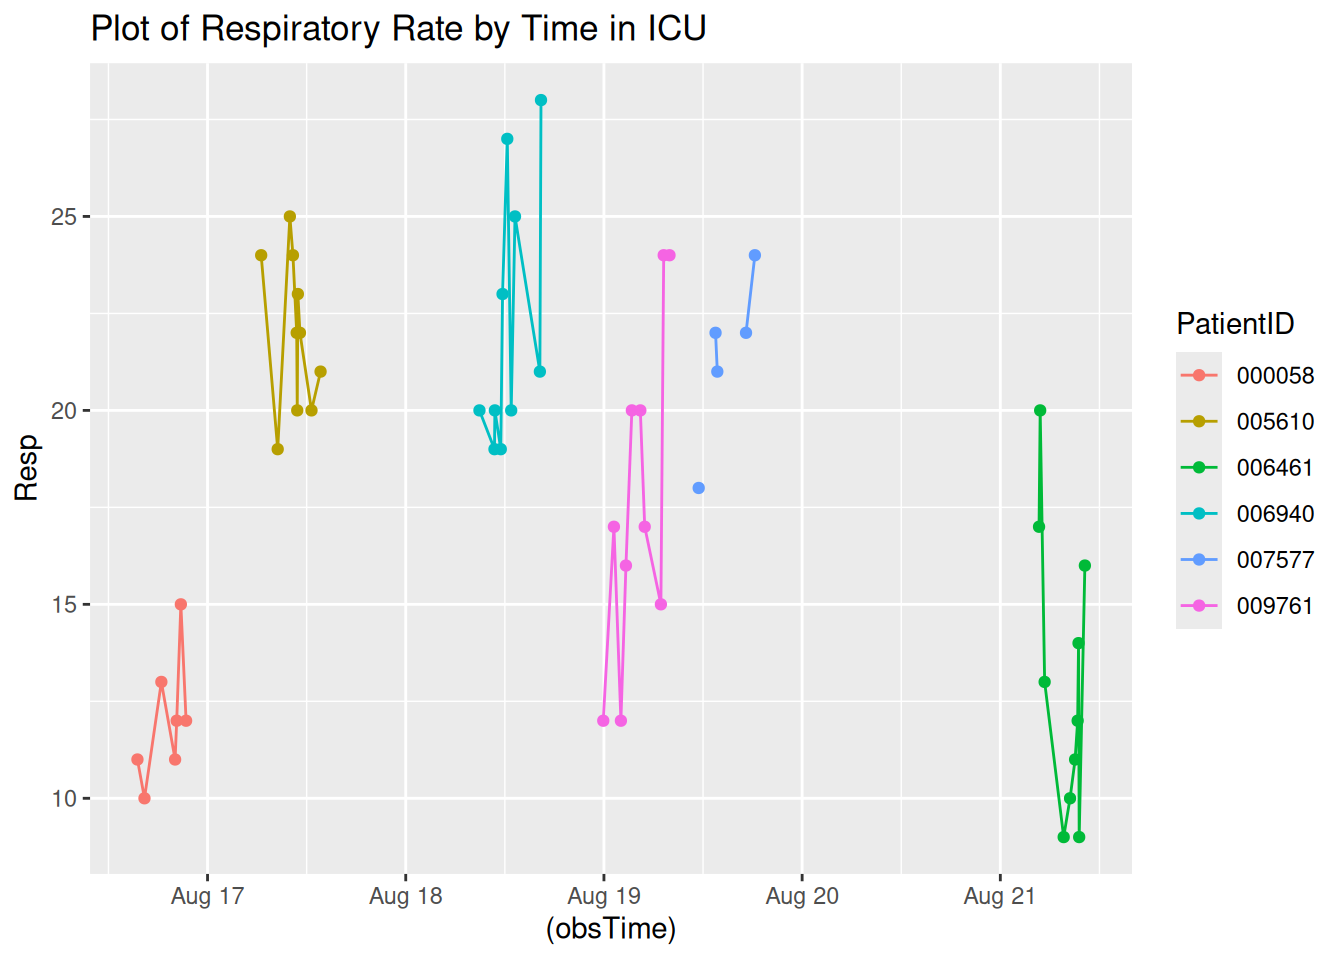 Plot of Respiratory Rate by Time in ICU
Resp
25
20
15
10
Aug 17 Aug 18 Aug 19 Aug 20 Aug 21
(obsTime)
PatientID
000058
005610
006461
006940
007577
009761